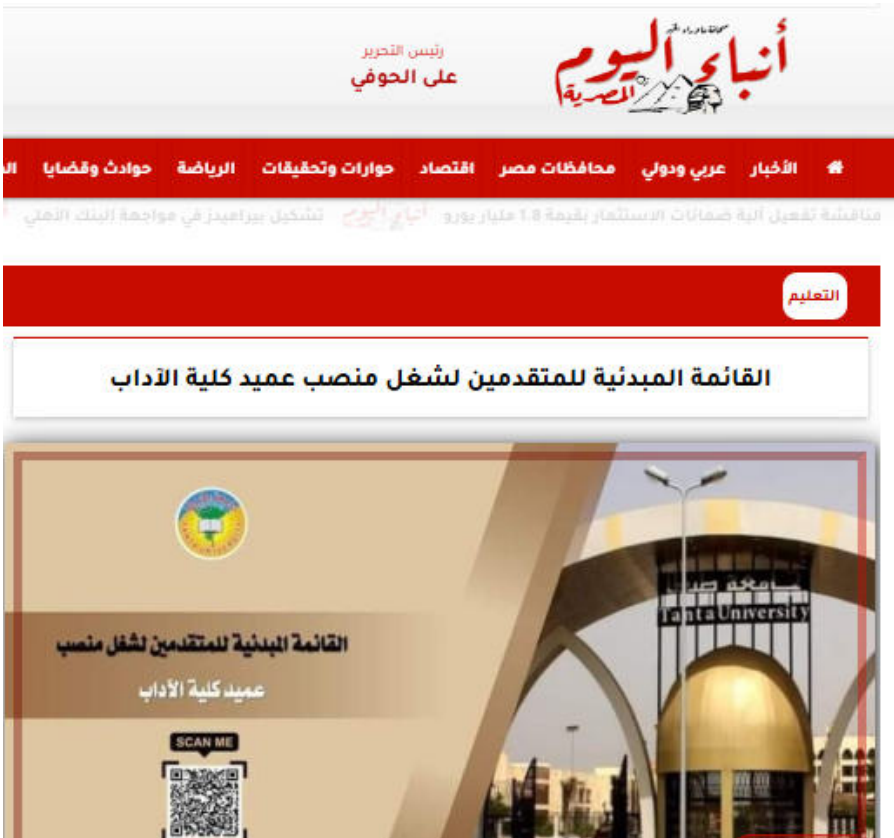 أنباء اليوم
المصرية
رئيس التحرير
على الحوفي
الأخبار عربي ودولي محافظات مصر اقتصاد حوارات وتحقيقات الرياضة حوادث وقضايا
مناقشة تفعيل آلية ضمانات الاستثمار بقيمة 1.8 مليار يورو أنباء اليوم تشكيل بيراميدز في مواجهة البنك الأهلي
التعليم
القائمة المبدئية للمتقدمين لشغل منصب عميد كلية الآداب
جامعة طنطا
Tanta University
القائمة المبدئية للمتقدمين لشغل منصب
عميد كلية الآداب
SCAN ME